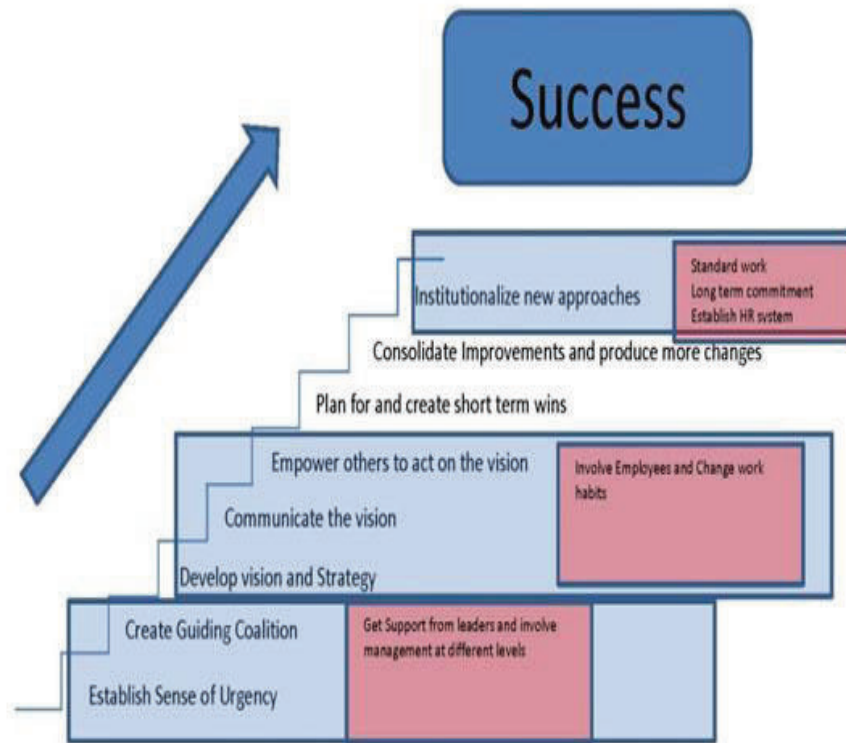 Success
Standard work
Long term commitment
Establish HR system
Institutionalize new approaches
Consolidate Improvements and produce more changes
Plan for and create short term wins
Empower others to act on the vision
Involve Employees and Change work
habits
Communicate the vision
Develop vision and Strategy
Create Guiding Coalition
Get Support from leaders and involve
management at different levels
Establish Sense of Urgency